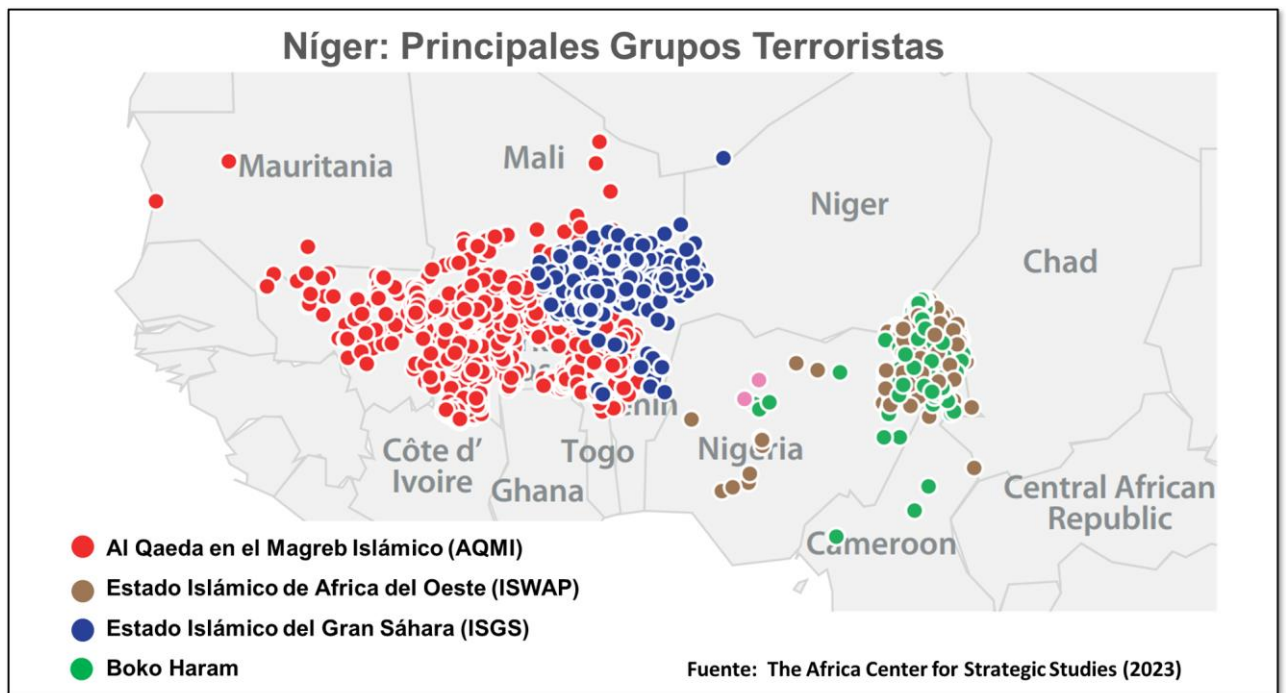 Níger: Principales Grupos Terroristas
Mauritania
Mali
Niger
Chad
Côte d'
Ivoire
Ghana
Togo
Nigeria
Cameroon
Central African
Republic
Al Qaeda en el Magreb Islámico (AQMI)
Estado Islámico de Africa del Oeste (ISWAP)
Estado Islámico del Gran Sáhara (ISGS)
Boko Haram
Fuente: The Africa Center for Strategic Studies (2023)